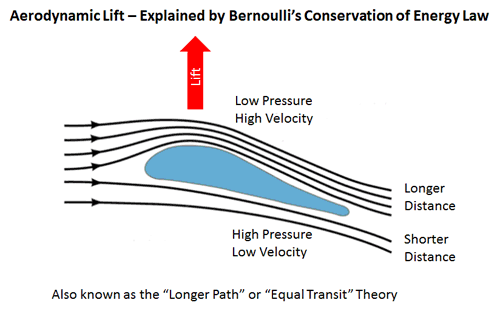 Aerodynamic Lift – Explained by Bernoulli's Conservation of Energy Law
Lift
Low Pressure
High Velocity
Longer
Distance
High Pressure
Low Velocity
Shorter
Distance
Also known as the “Longer Path” or “Equal Transit” Theory